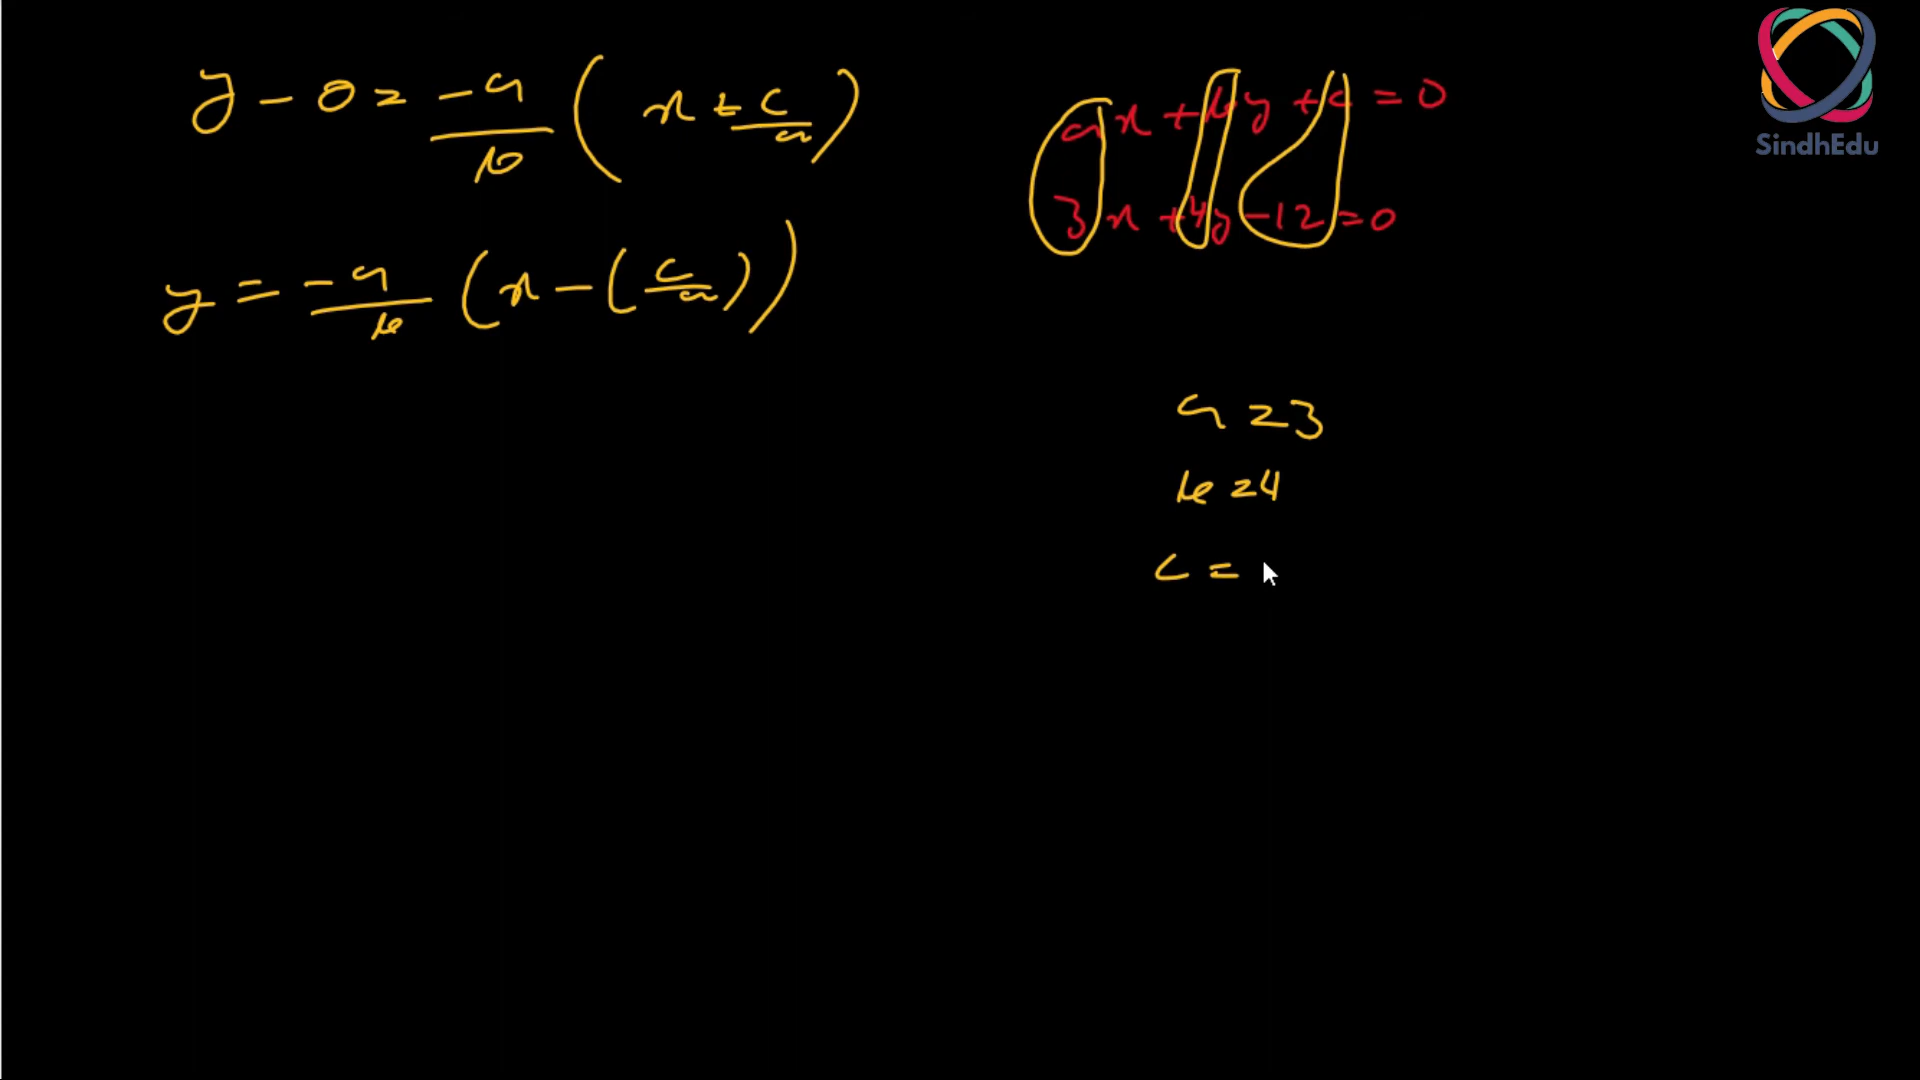 y - 0 = -a/b (x + c/a)
y = -a/b (x - (c/a))
ax + by + c = 0
3x + 4y - 12 = 0
a = 3
b = 4
c =
SindhEdu